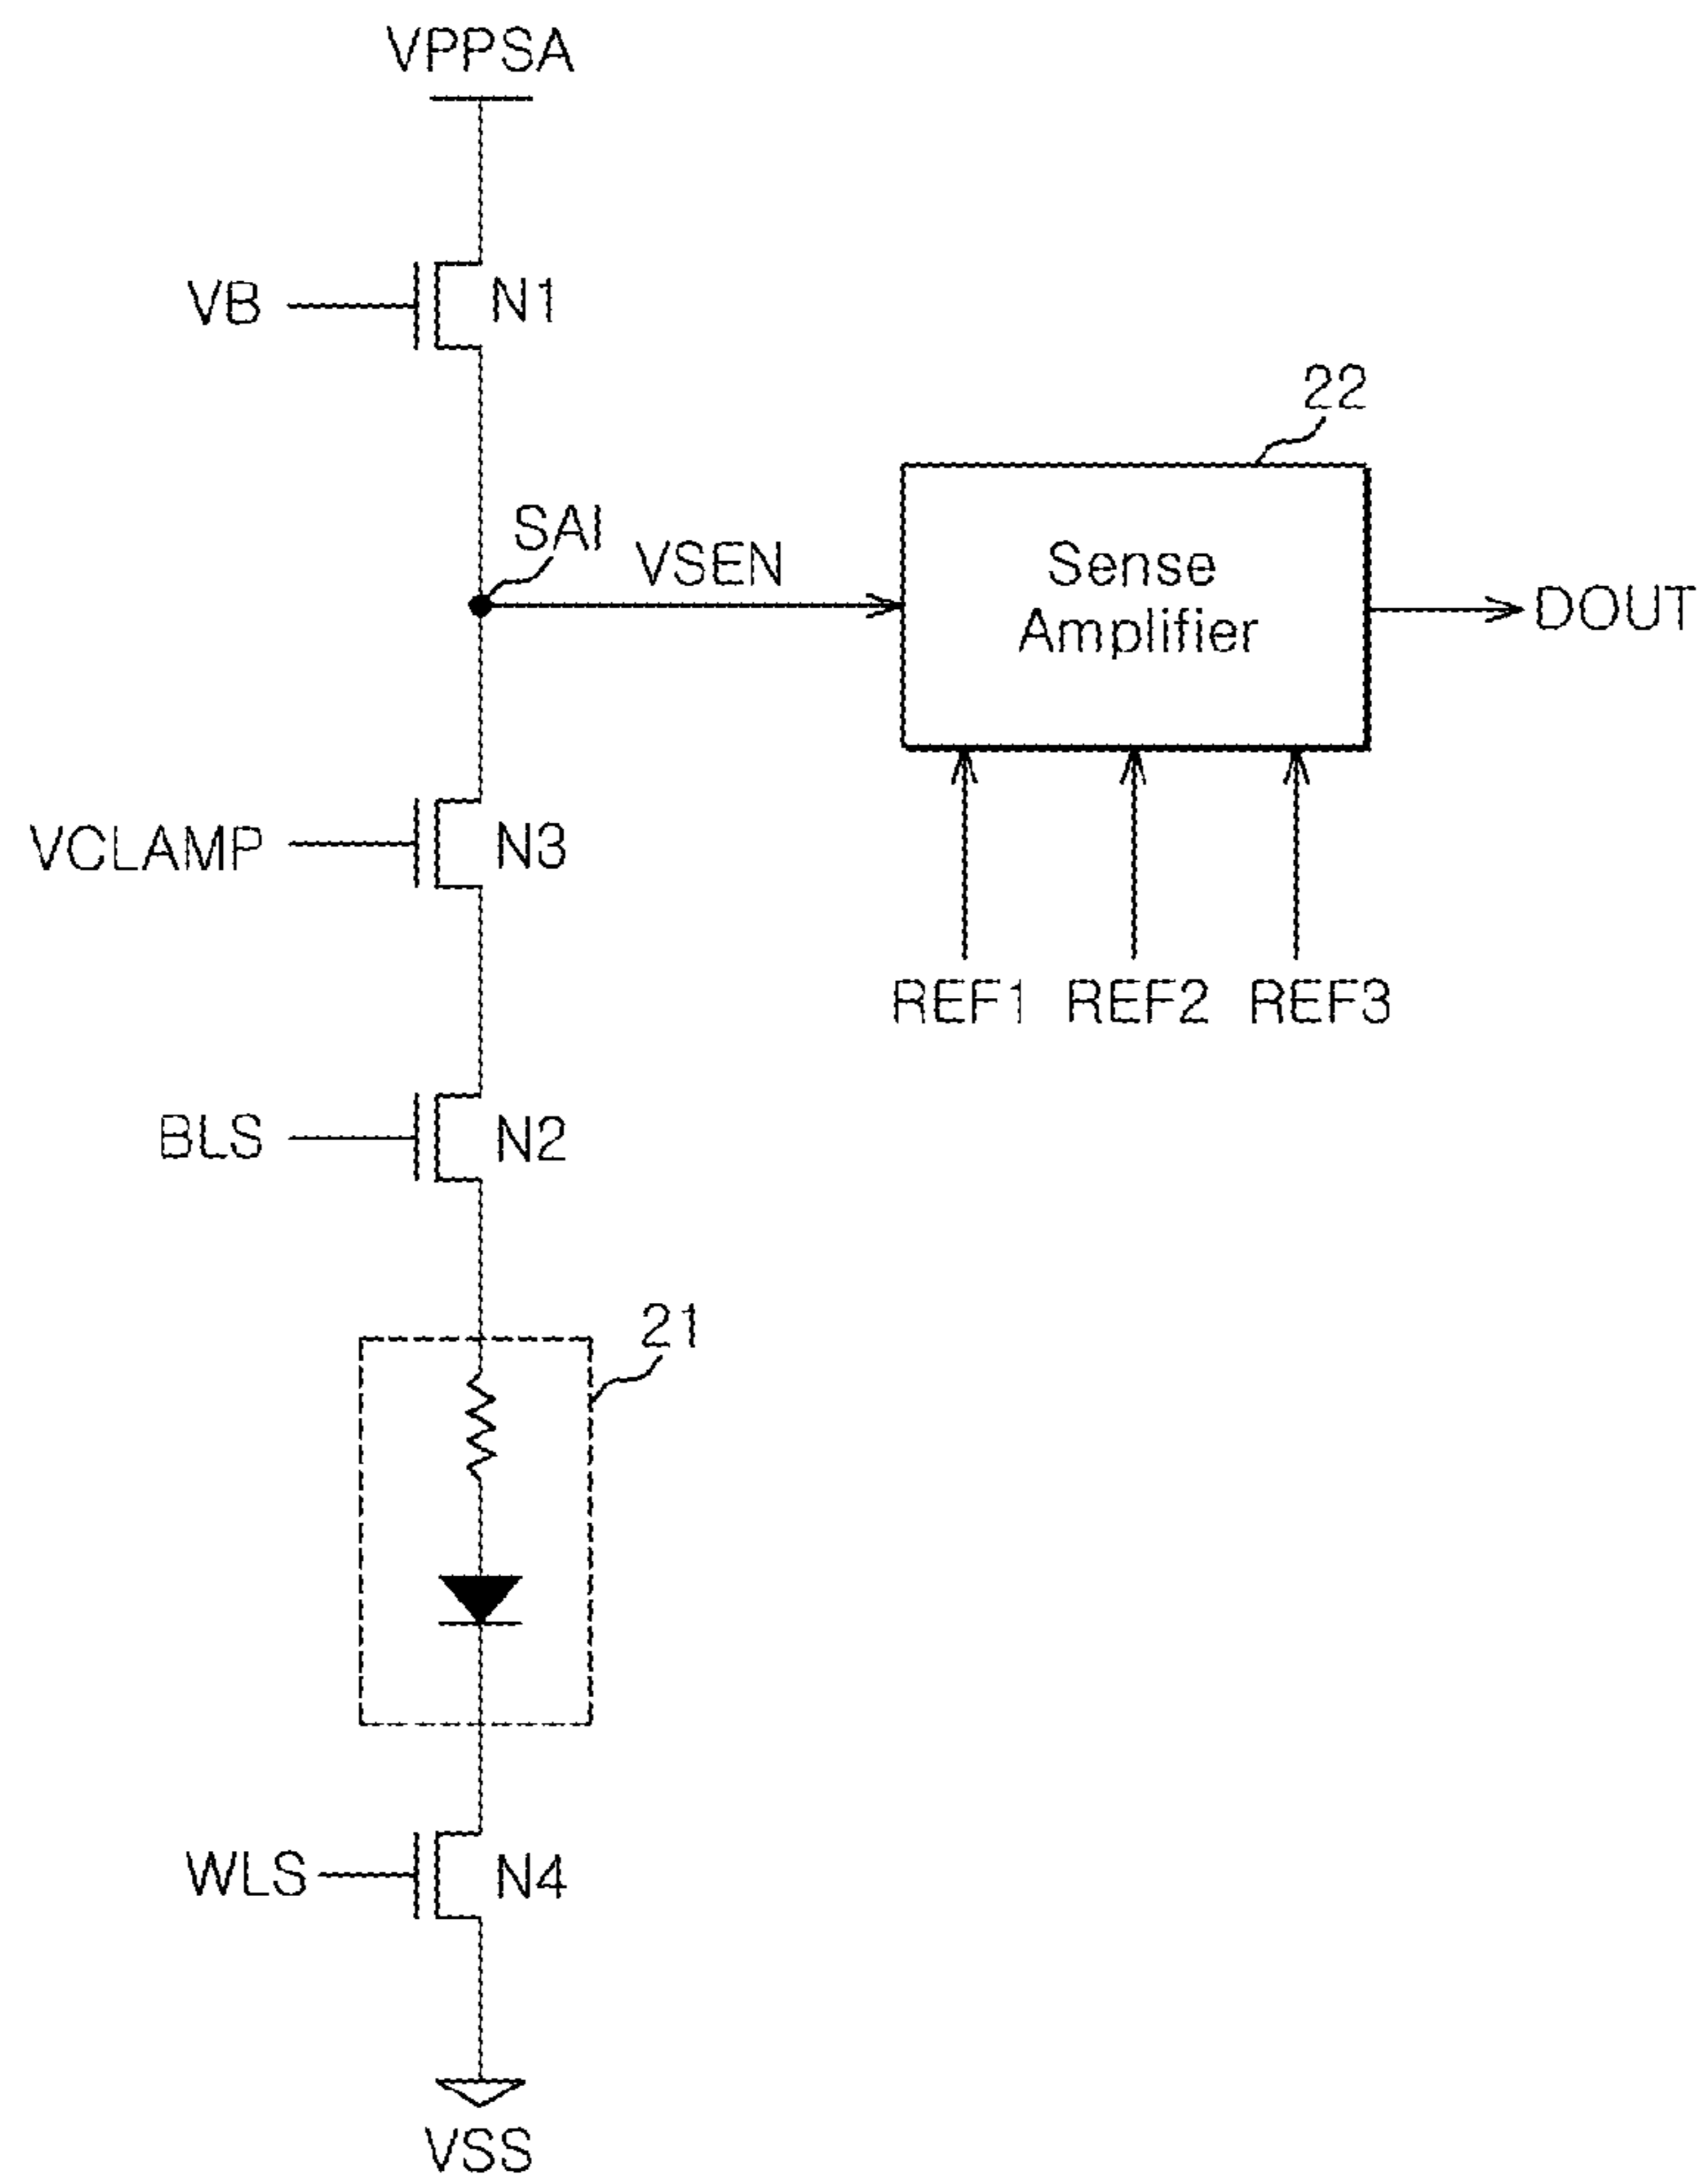 VPPSA
VB
N1
22
SAI
VSEN
Sense
Amplifier
DOUT
VCLAMP
N3
REF1 REF2 REF3
BLS
N2
21
WLS
N4
VSS